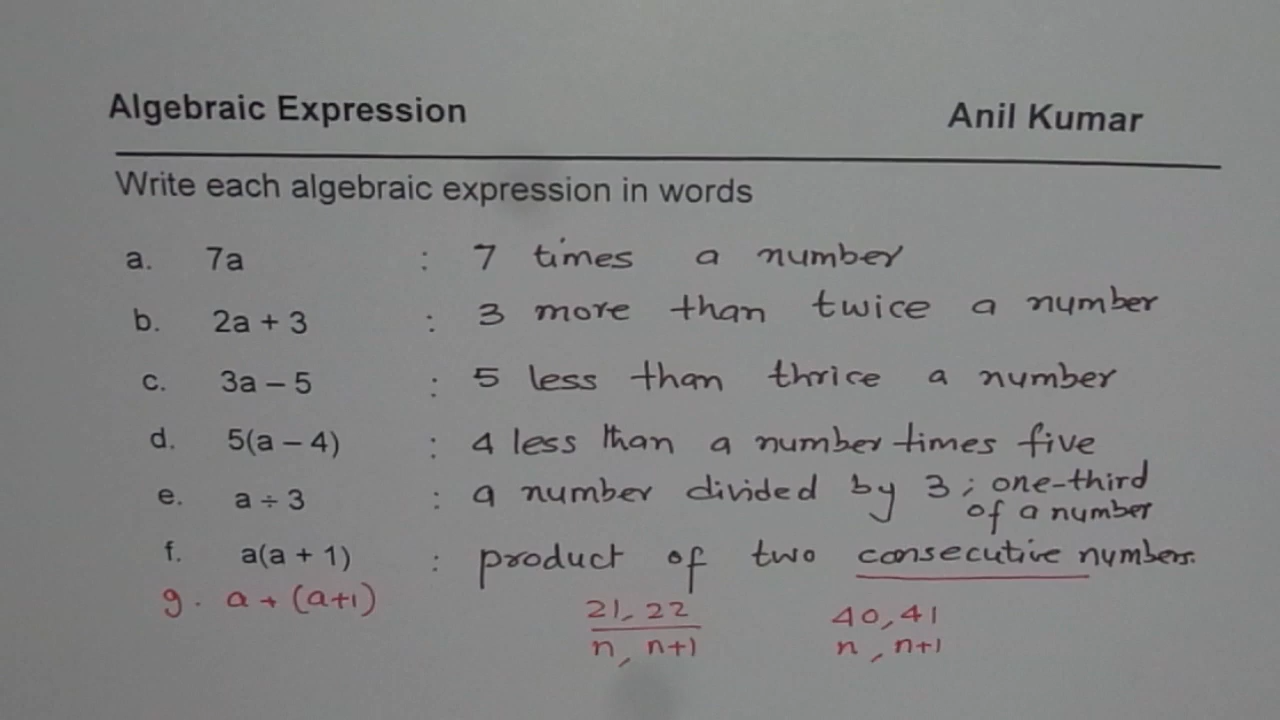 Algebraic Expression Anil Kumar
Write each algebraic expression in words
a. 7a : 7 times a number
b. 2a + 3 : 3 more than twice a number
c. 3a – 5 : 5 less than thrice a number
d. 5(a – 4) : 4 less than a number times five
e. a ÷ 3 : a number divided by 3; one-third
of a number
f. a(a + 1) : product of two consecutive numbers.
g. a + (a+1) 21, 22 40, 41
n, n+1 n, n+1